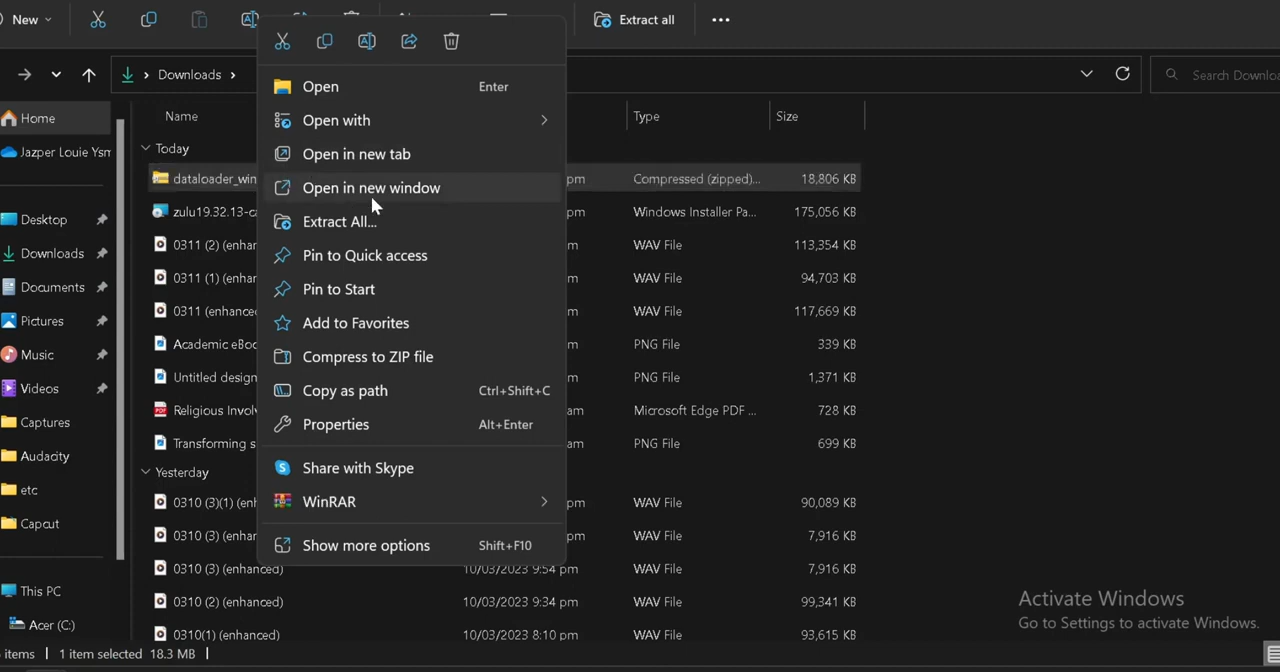 New
Extract all
Downloads
Search Downloa
Home
Jazper Louie Ysm
Desktop
Downloads
Documents
Pictures
Music
Videos
Captures
Audacity
etc
Capcut
This PC
Acer (C:)
Name
Type
Size
Today
dataloader_win
pm
Compressed (zipped)...
18,806 KB
zulu19.32.13-ca
pm
Windows Installer Pa...
175,056 KB
0311 (2) (enhar
m
WAV File
113,354 KB
0311 (1) (enhar
m
WAV File
94,703 KB
0311 (enhanced
m
WAV File
117,669 KB
Academic eBoo
m
PNG File
339 KB
Untitled design
m
PNG File
1,371 KB
Religious Invol
am
Microsoft Edge PDF ...
728 KB
Transforming s
am
PNG File
699 KB
Yesterday
0310 (3)(1) (enh
pm
WAV File
90,089 KB
0310 (3) (enhar
pm
WAV File
7,916 KB
0310 (3) (enhanced)
10/03/2023 9:54 pm
WAV File
7,916 KB
0310 (2) (enhanced)
10/03/2023 9:34 pm
WAV File
99,341 KB
0310(1) (enhanced)
10/03/2023 8:10 pm
WAV File
93,615 KB
Open Enter
Open with
Open in new tab
Open in new window
Extract All...
Pin to Quick access
Pin to Start
Add to Favorites
Compress to ZIP file
Copy as path Ctrl+Shift+C
Properties Alt+Enter
Share with Skype
WinRAR
Show more options Shift+F10
Activate Windows
Go to Settings to activate Windows.
items
1 item selected 18.3 MB